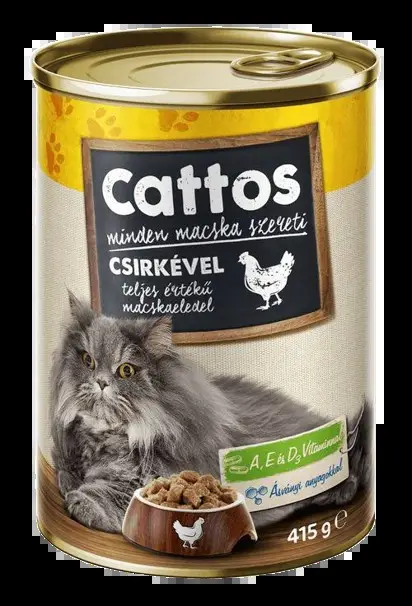 Cattos
minden macska szereti
CSIRKÉVEL
teljes értékű
macskaeledel
A, E és D₃ Vitaminnal
Ásványi anyagokkal
415 g ℮